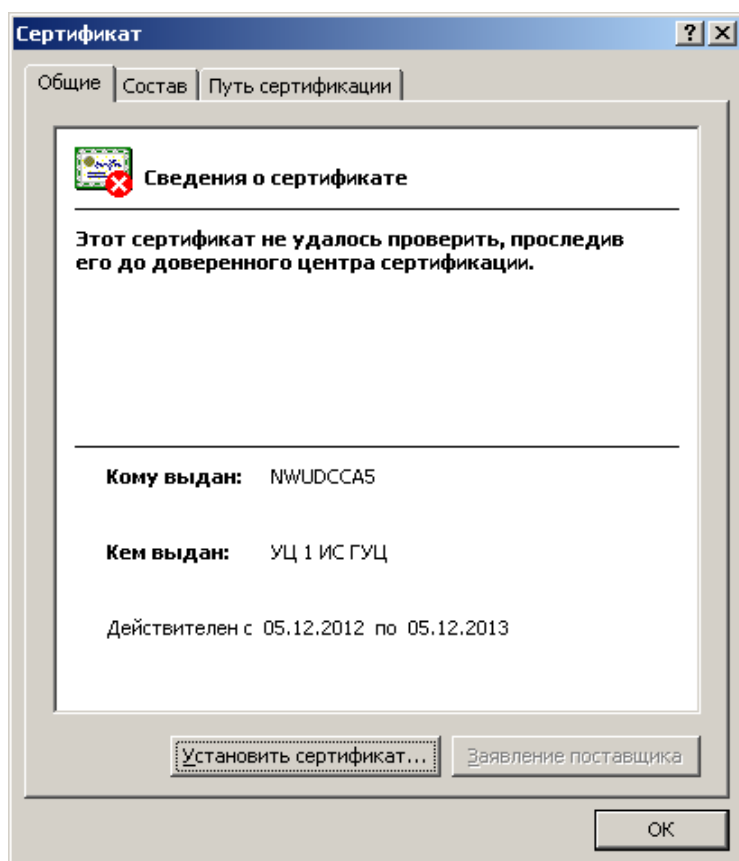 Сертификат
Общие Состав Путь сертификации
Сведения о сертификате
Этот сертификат не удалось проверить, проследив
его до доверенного центра сертификации.
Кому выдан: NWUDCCA5
Кем выдан: УЦ 1 ИС ГУЦ
Действителен с 05.12.2012 по 05.12.2013
Установить сертификат... Заявление поставщика
ОК